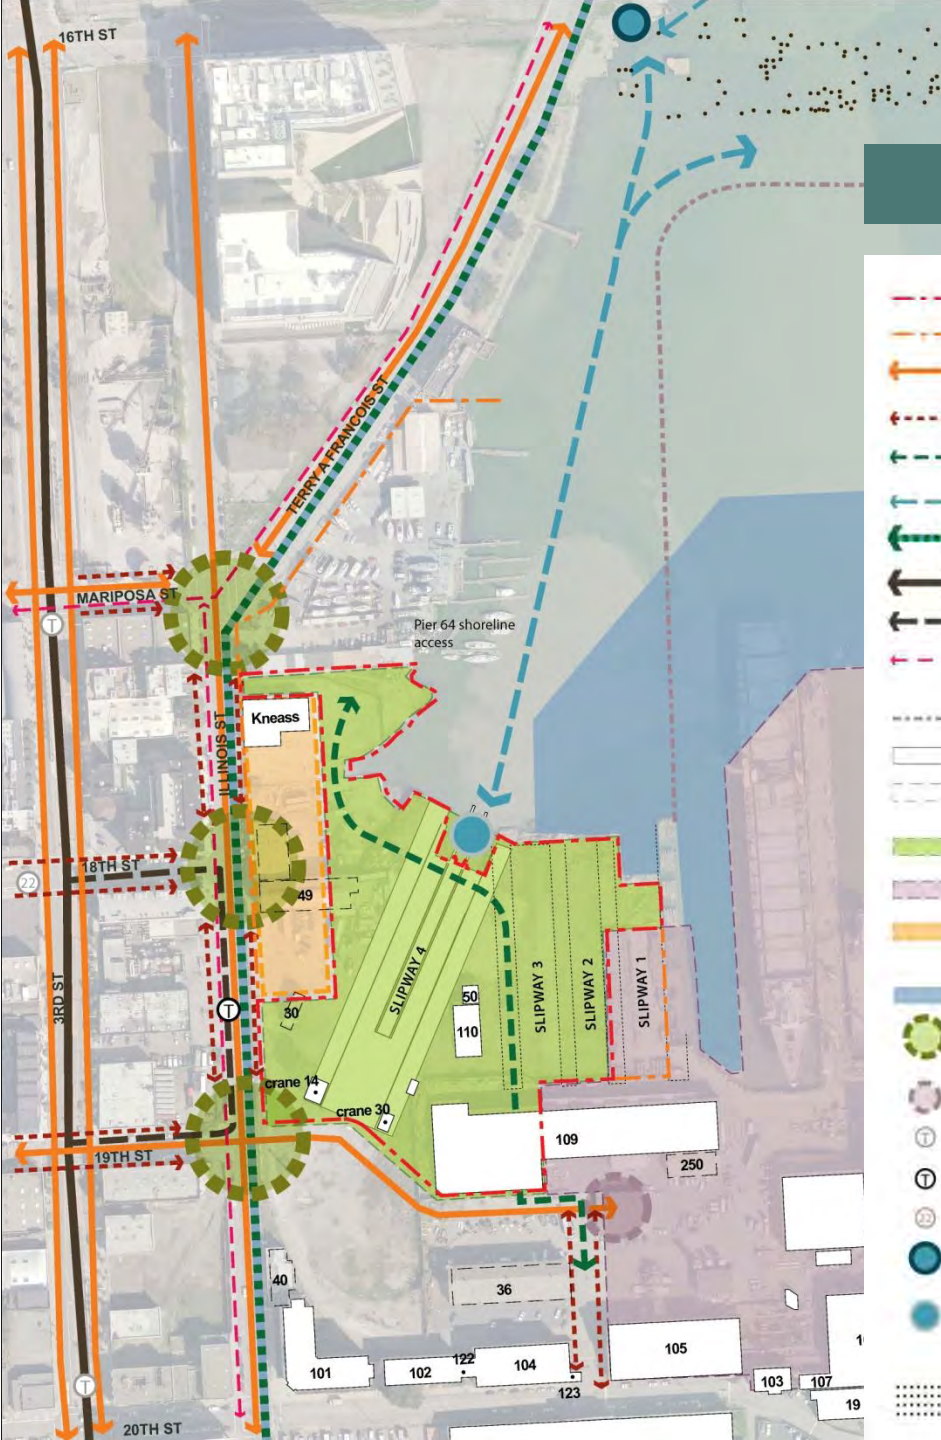 16TH ST
TERRY A FRANCOIS ST
MARIPOSA ST
T
Pier 64 shoreline
access
Kneass
ILLINOIS ST
18TH ST
22
49
3RD ST
SLIPWAY 4
SLIPWAY 3
SLIPWAY 2
SLIPWAY 1
50
30
T
110
crane 14
crane 30
109
T
19TH ST
250
T
22
40
36
101
102
122
104
105
123
103
107
10
19
T
20TH ST